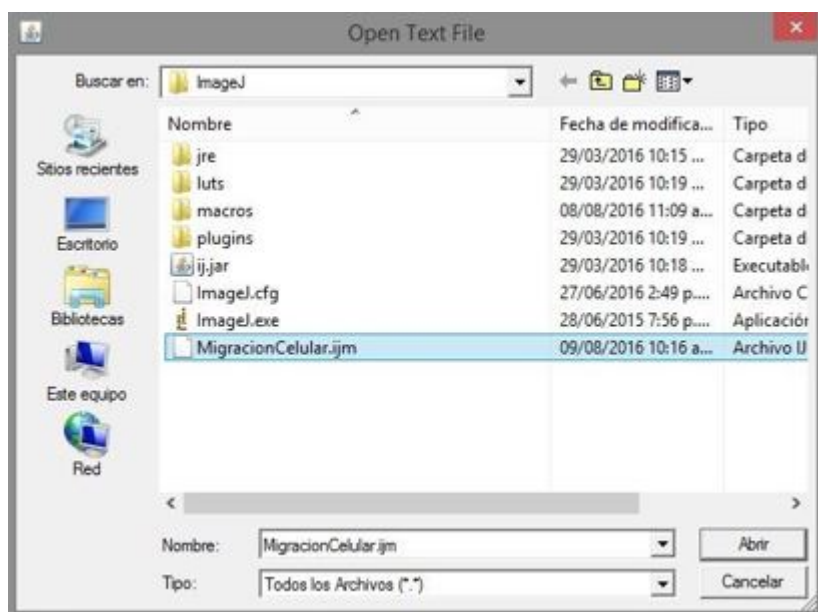 Open Text File
Buscar en: ImageJ
Nombre Fecha de modifica... Tipo
jre 29/03/2016 10:15 ... Carpeta d
luts 29/03/2016 10:19 ... Carpeta d
macros 08/08/2016 11:09 a... Carpeta d
plugins 29/03/2016 10:19 ... Carpeta d
ij.jar 29/03/2016 10:18 ... Executabl
ImageJ.cfg 27/06/2016 2:49 p.... Archivo C
ImageJ.exe 28/06/2015 7:56 p.... Aplicación
MigracionCelular.ijm 09/08/2016 10:16 a... Archivo IJ
Sitios recientes
Escritorio
Bibliotecas
Este equipo
Red
Nombre: MigracionCelular.ijm Abrir
Tipo: Todos los Archivos (*.*) Cancelar